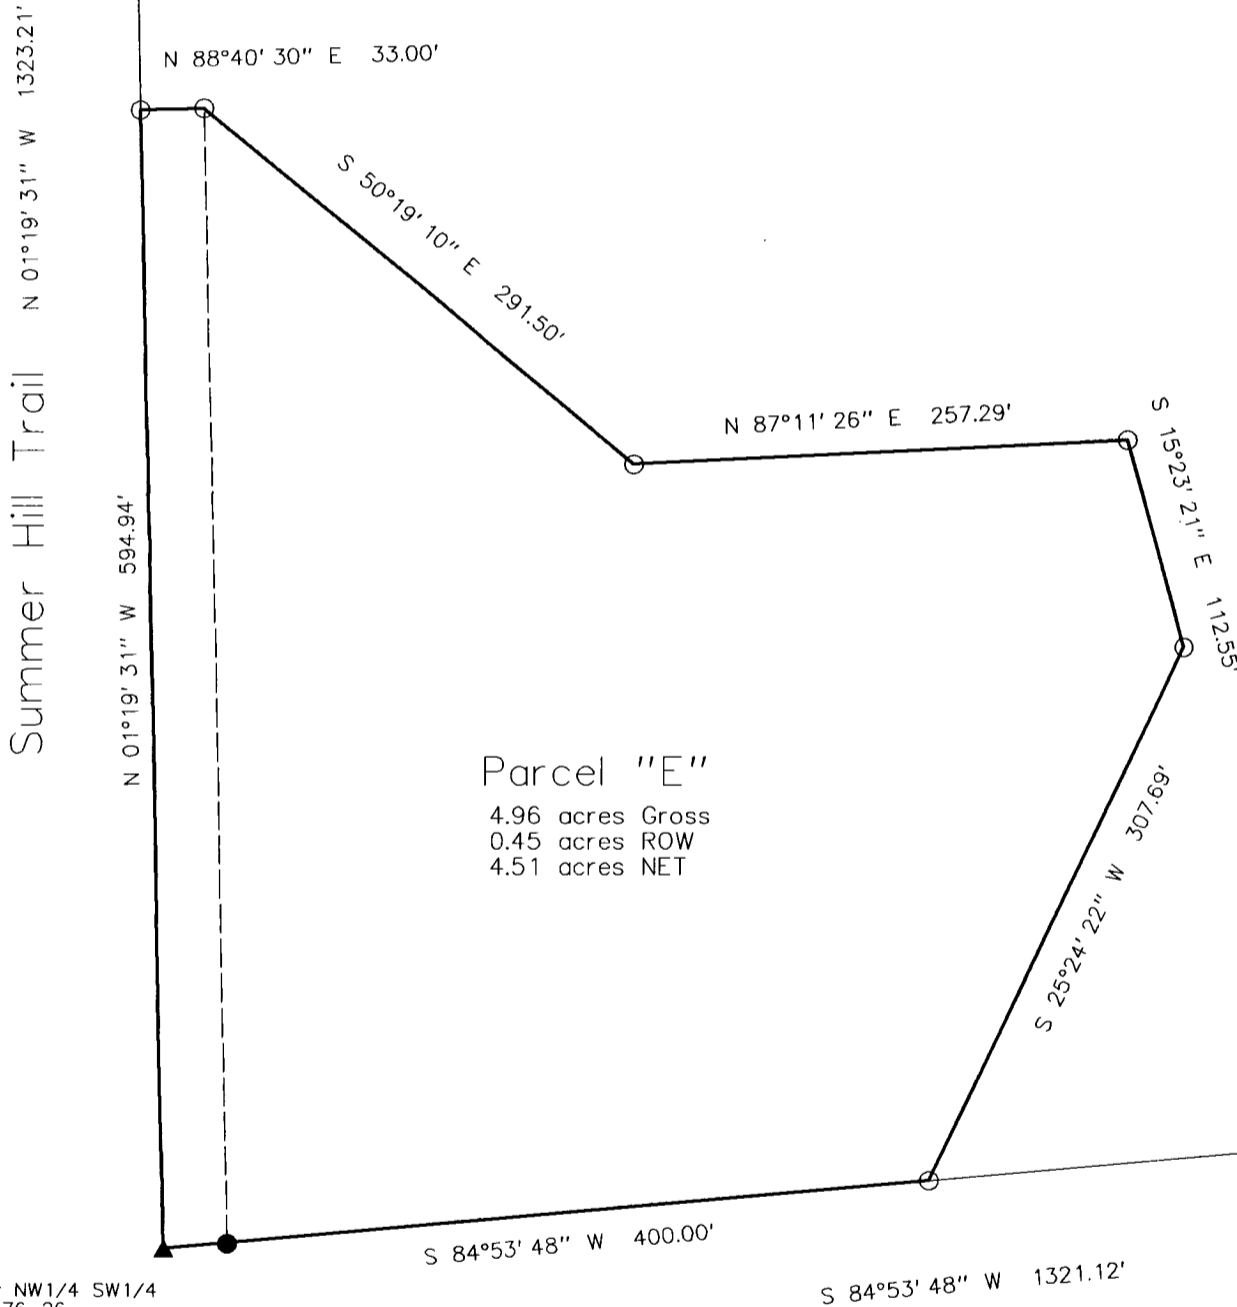 N 01°19' 31" W 1323.21'
N 88°40' 30" E 33.00'
S 50°19' 10" E 291.50'
N 87°11' 26" E 257.29'
S 15°23' 21" E 112.55'
Summer Hill Trail
N 01°19' 31" W 594.94'
Parcel "E"
4.96 acres Gross
0.45 acres ROW
4.51 acres NET
S 25°24' 22" W 307.69'
S 84°53' 48" W 400.00'
S 84°53' 48" W 1321.12'
NW1/4 SW1/4